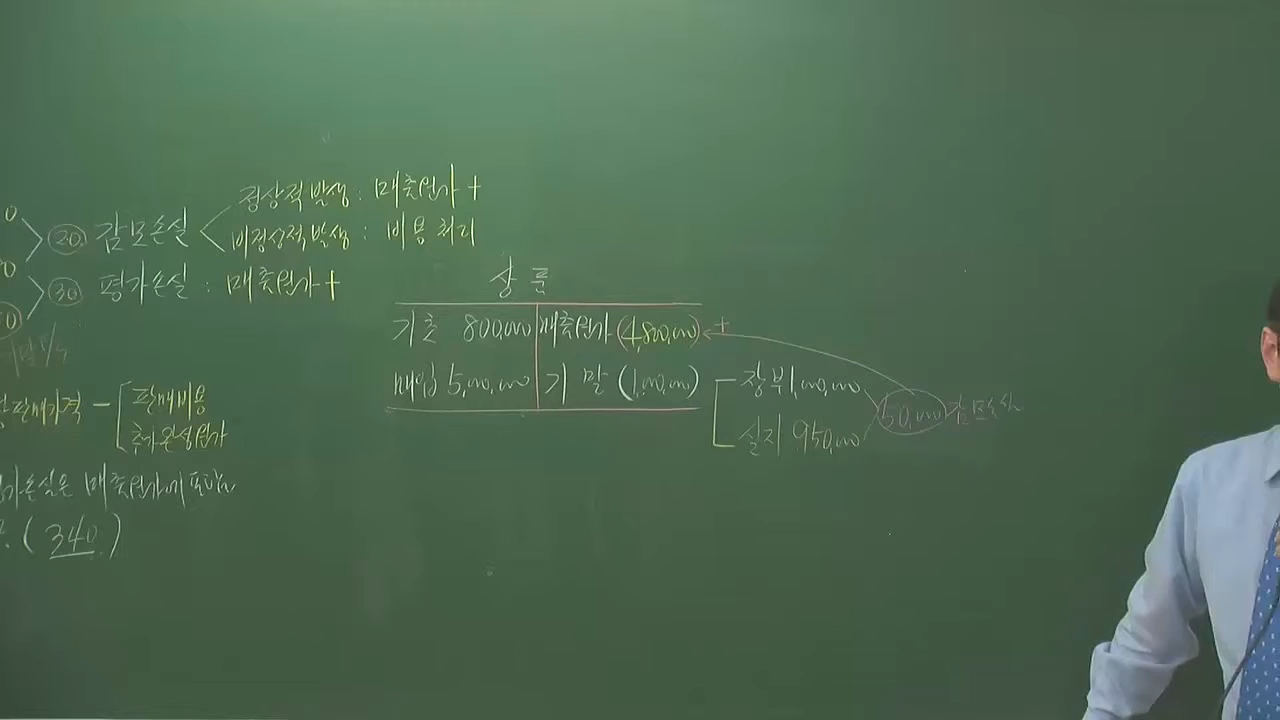 정상적발생 : 매출원가 +
20 감모손실
비정상적발생 : 비용 처리
30 평가손실 : 매출원가 +
상 품
기초 800,000 매출원가 (4,800,000) +
매입 5,000,000 기 말 (1,000,000)
장부 1,000,000
실지 950,000
50,000 감모손실
판매가격 - 판매비용
추가완성원가
가손실은 매출원가에 포함
(340)